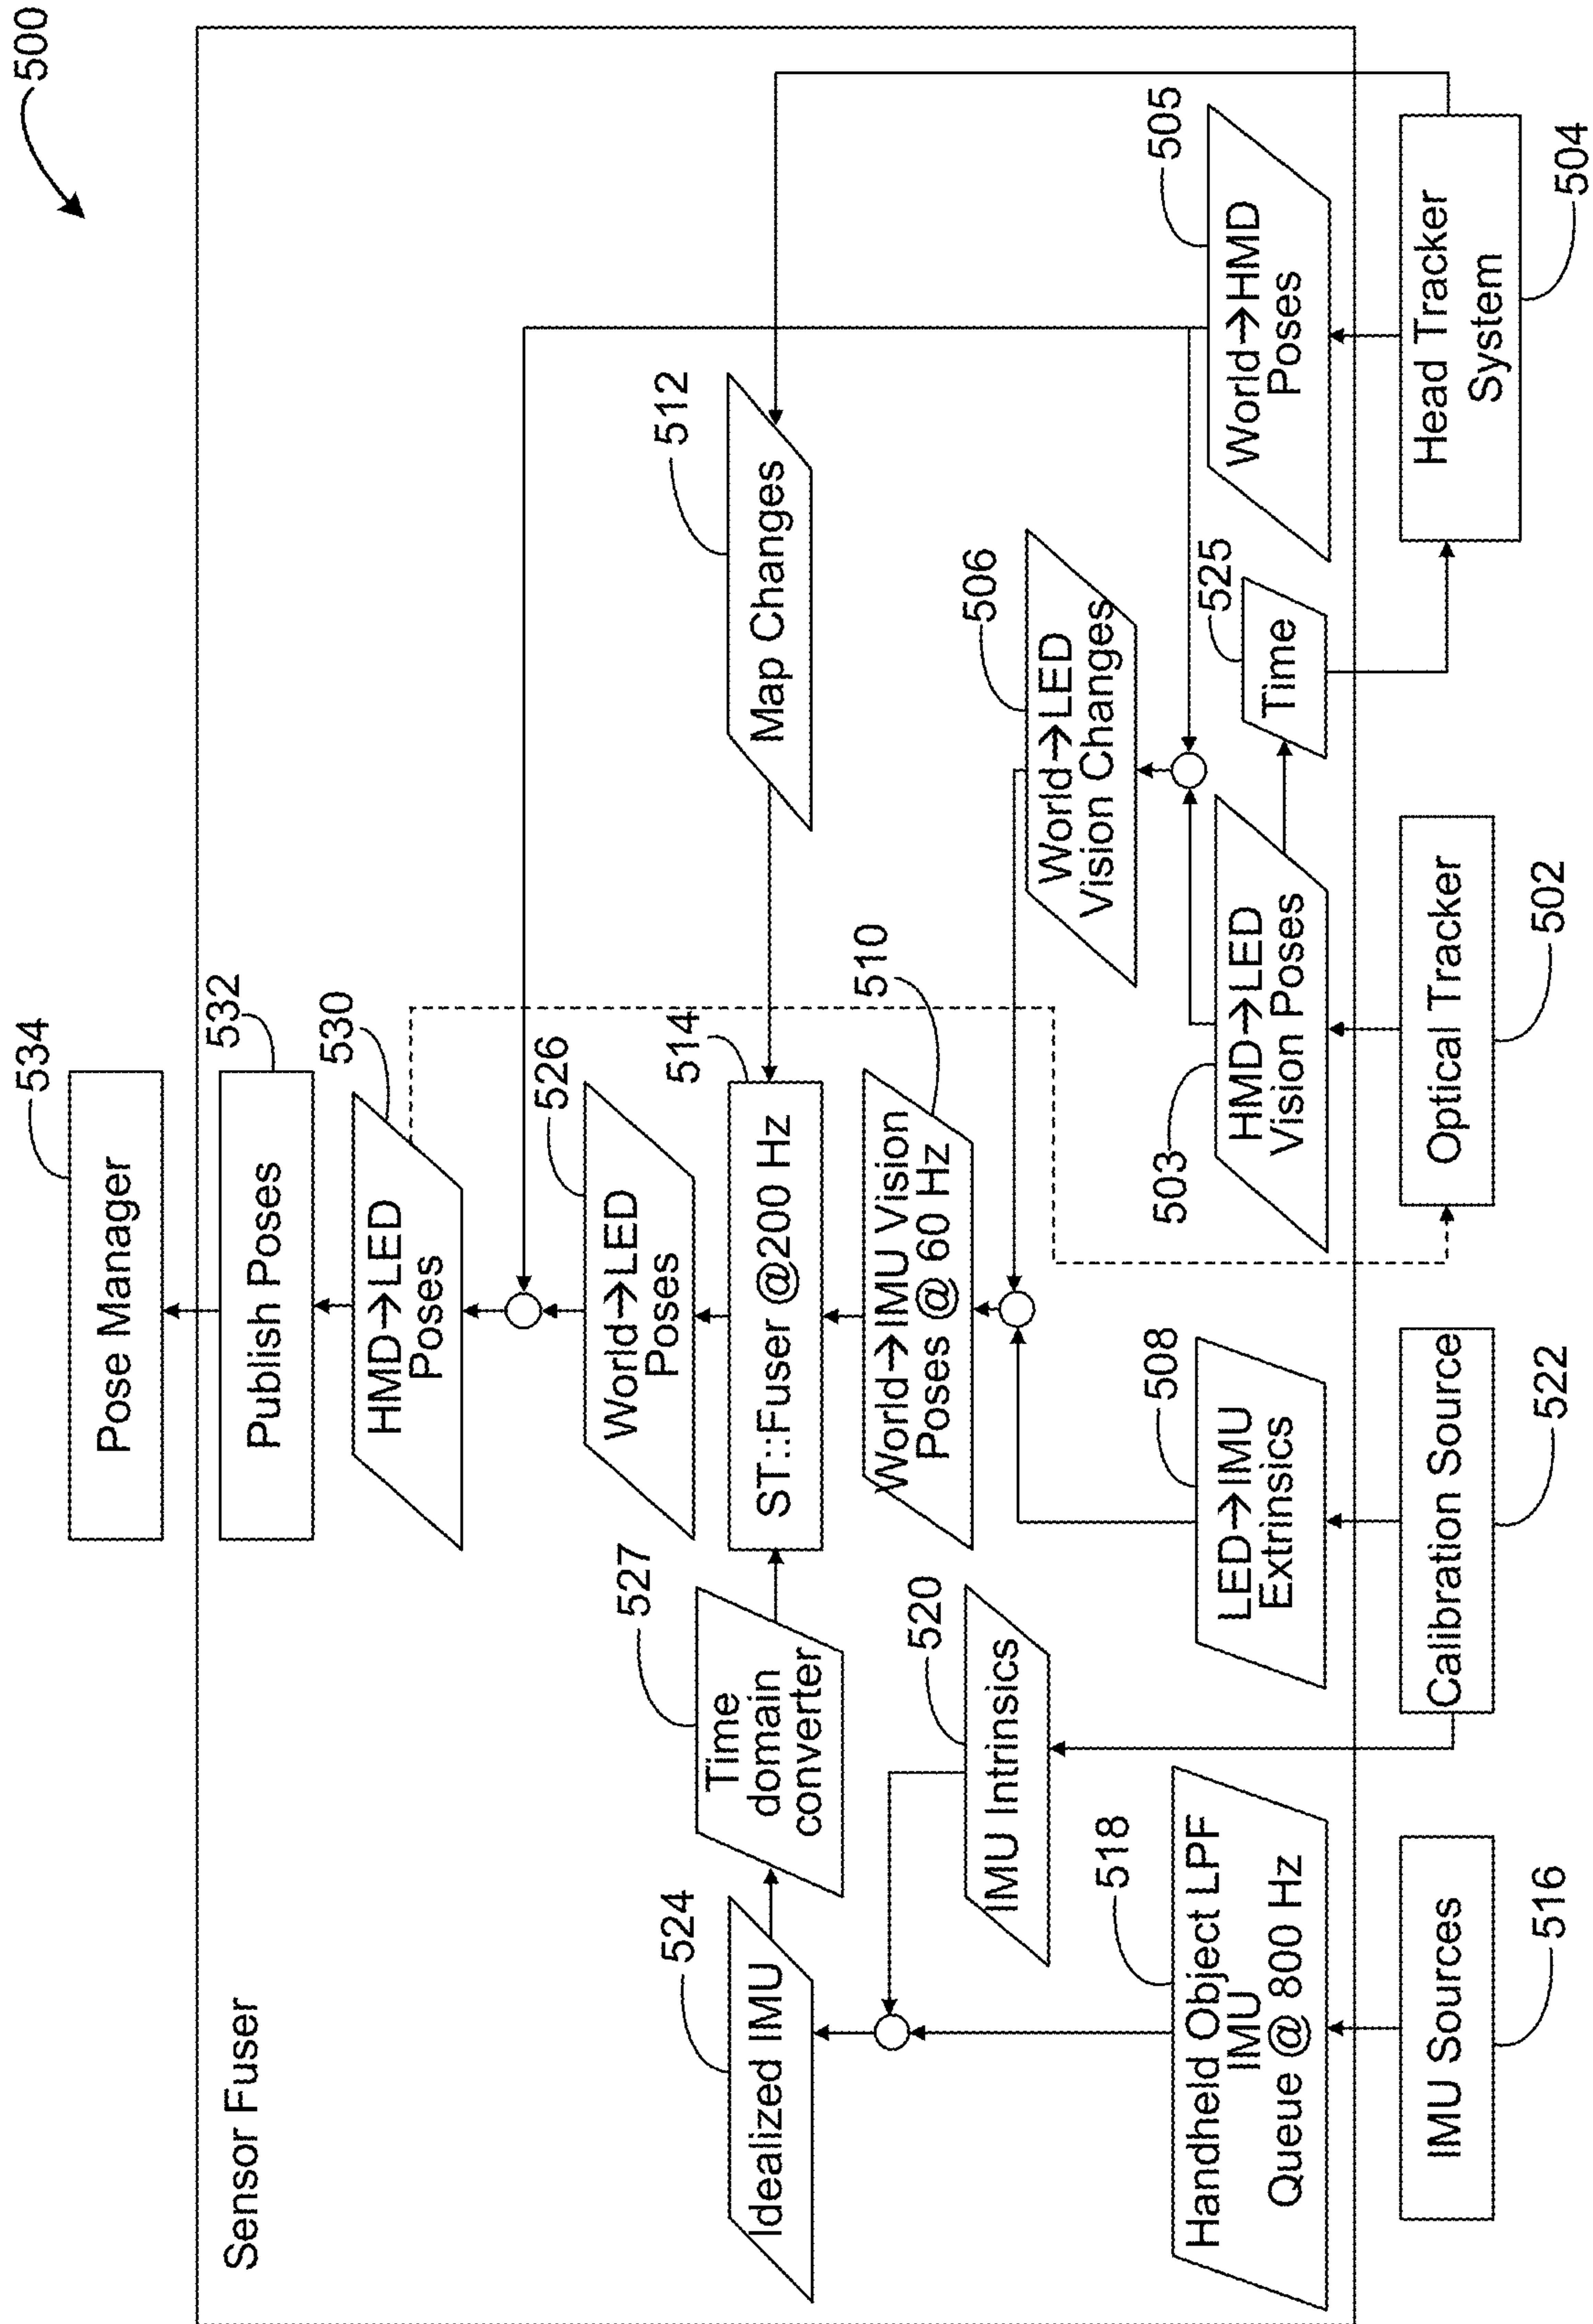 500
Sensor Fuser
534
Pose Manager
532
Publish Poses
530
HMD→LED
Poses
526
World→LED
Poses
514
ST::Fuser @200 Hz
510
World→IMU Vision
Poses @ 60 Hz
512
Map Changes
527
Time
domain
converter
524
Idealized IMU
520
IMU Intrinsics
518
Handheld Object LPF
IMU
Queue @ 800 Hz
508
LED→IMU
Extrinsics
503
HMD→LED
Vision Poses
506
World→LED
Vision Changes
525
Time
505
World→HMD
Poses
IMU Sources
516
Calibration Source
522
Optical Tracker
502
Head Tracker
System
504